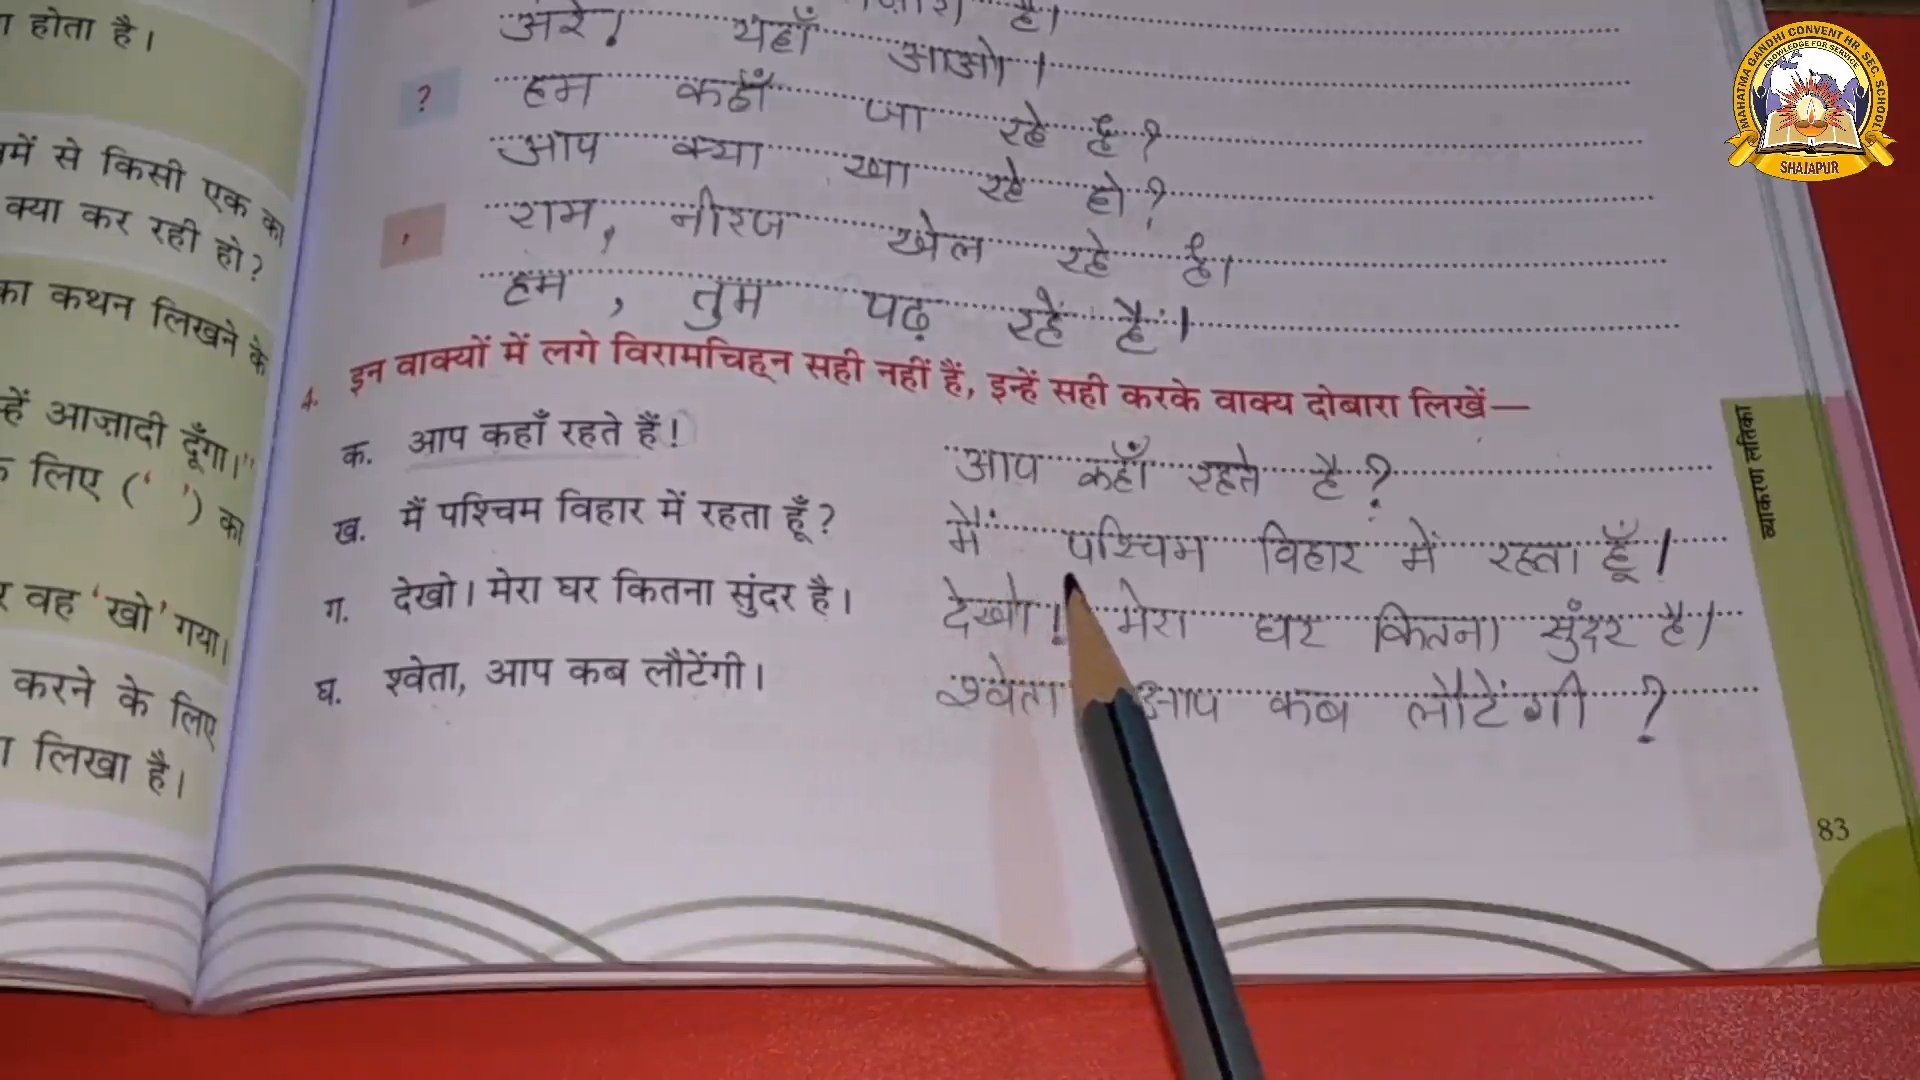 ा होता है।
में से किसी एक का
क्या कर रही हो?
का कथन लिखने के
न्हें आज़ादी दूँगा।"
के लिए (' ') का
र वह 'खो' गया।
करने के लिए
ा लिखा है।
है।
अरे! यहाँ आओ।
? हम कहाँ जा रहे है?
आप क्या खा रहे हो?
, राम, नीरज खेल रहे है।
हम, तुम पढ़ रहें हैं।
4. इन वाक्यों में लगे विरामचिह्न सही नहीं हैं, इन्हें सही करके वाक्य दोबारा लिखें—
क. आप कहाँ रहते हैं! आप कहाँ रहते है?
ख. मैं पश्चिम विहार में रहता हूँ? मैं पश्चिम विहार में रहता हूँ।
ग. देखो। मेरा घर कितना सुंदर है। देखो! मेरा घर कितना सुंदर है।
घ. श्वेता, आप कब लौटेंगी। श्वेता आप कब लौटेंगी ?
व्याकरण लतिका
83
MAHATMA GANDHI CONVENT HR. SEC. SCHOOL
KNOWLEDGE FOR SERVICE
SHAJAPUR